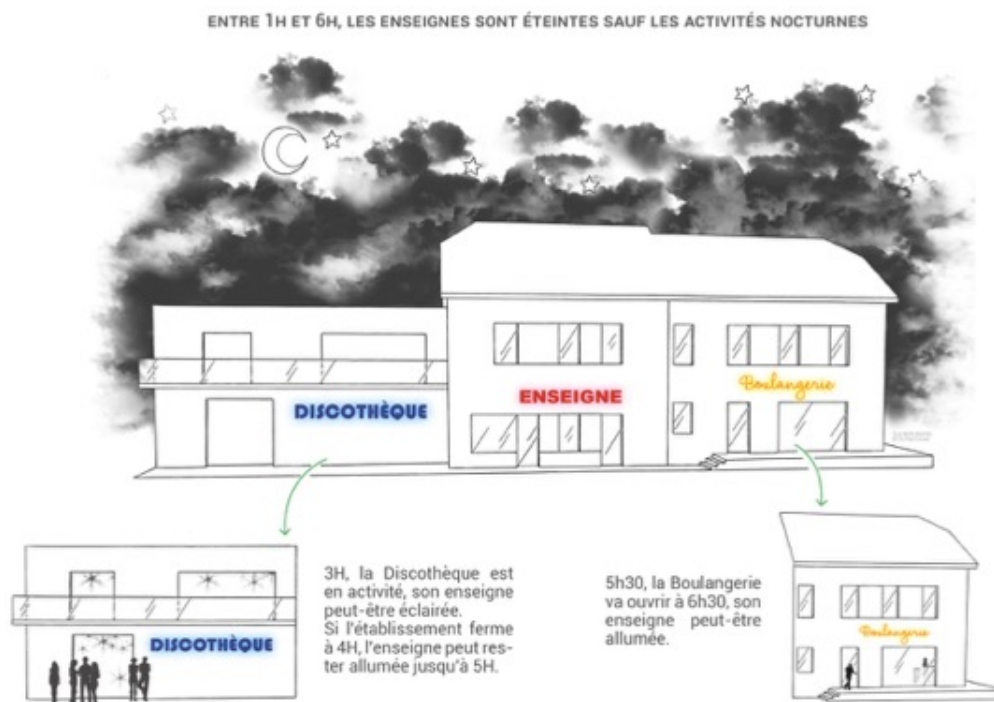 ENTRE 1H ET 6H, LES ENSEIGNES SONT ÉTEINTES SAUF LES ACTIVITÉS NOCTURNES
DISCOTHÈQUE
ENSEIGNE
Boulangerie
DISCOTHÈQUE
3H, la Discothèque est
en activité, son enseigne
peut-être éclairée.
Si l'établissement ferme
à 4H, l'enseigne peut res-
ter allumée jusqu'à 5H.
5h30, la Boulangerie
va ouvrir à 6h30, son
enseigne peut-être
allumée.
Boulangerie